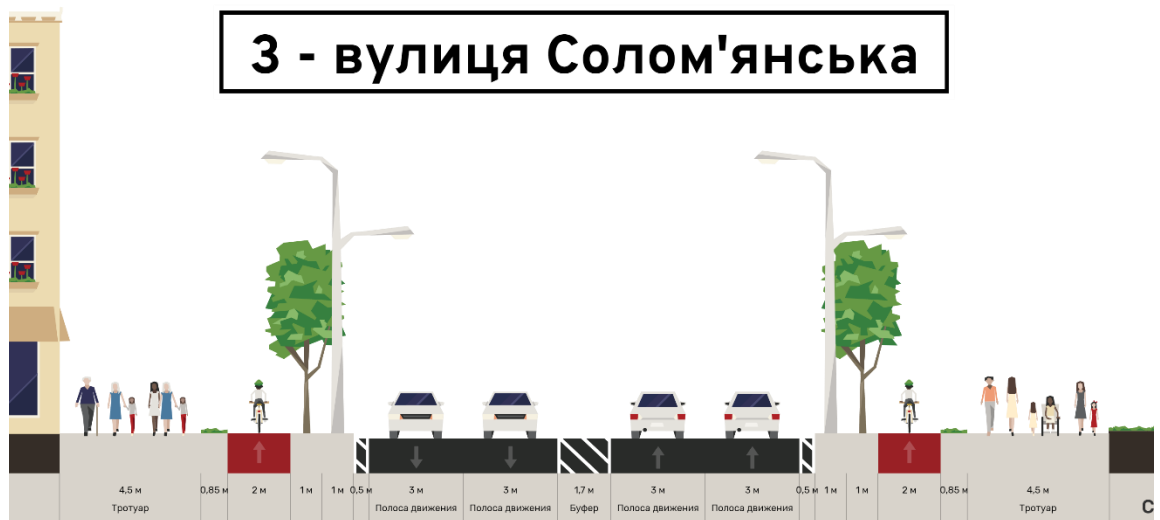 3 - вулиця Солом'янська
4,5 м 0,85 м 2 м 1 м 1 м 0,5 м 3 м 3 м 1,7 м 3 м 3 м 0,5 м 1 м 1 м 2 м 0,85 м 4,5 м
Тротуар Полоса движения Полоса движения Буфер Полоса движения Полоса движения Тротуар С